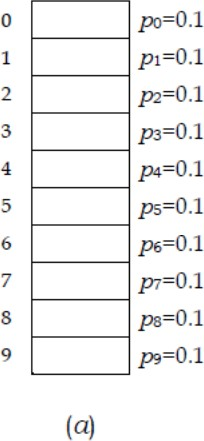 0 p0=0.1
1 p1=0.1
2 p2=0.1
3 p3=0.1
4 p4=0.1
5 p5=0.1
6 p6=0.1
7 p7=0.1
8 p8=0.1
9 p9=0.1
(a)